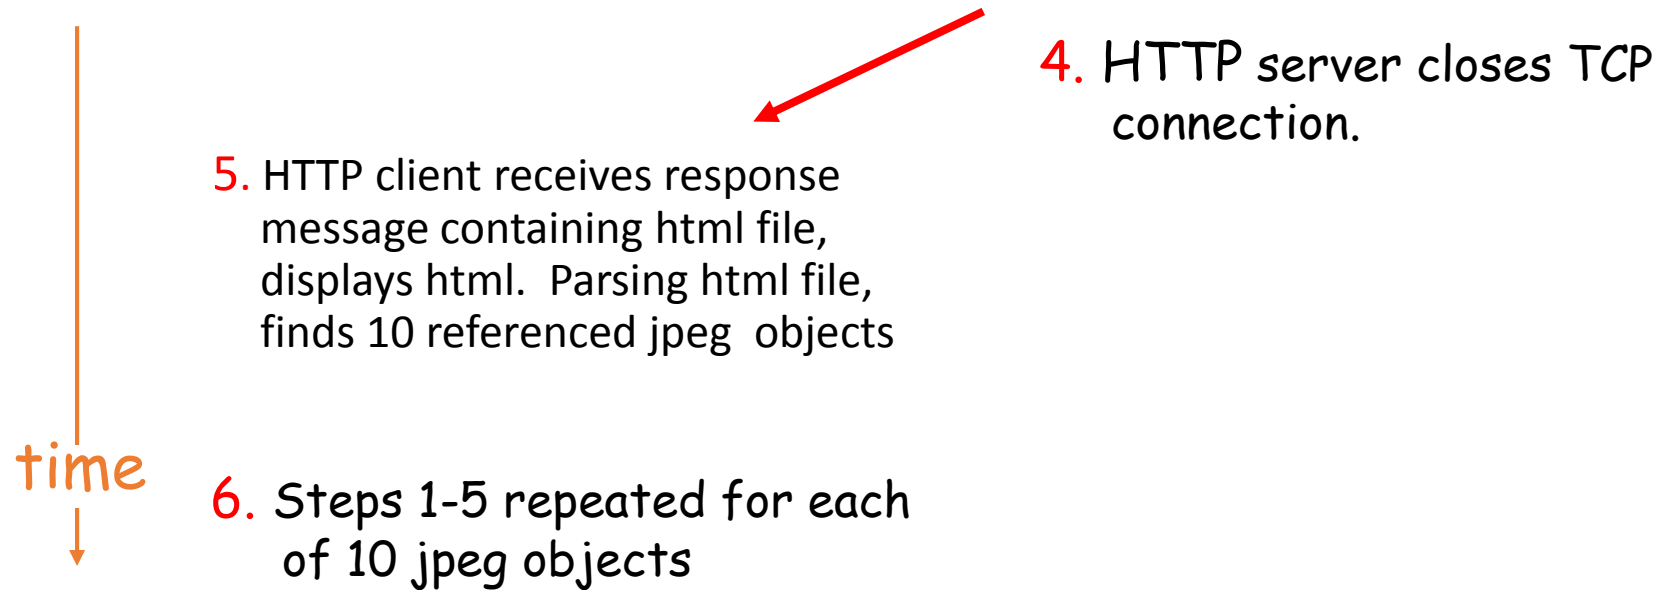 4. HTTP server closes TCP
connection.
5. HTTP client receives response
message containing html file,
displays html.  Parsing html file,
finds 10 referenced jpeg  objects
time
6. Steps 1-5 repeated for each
of 10 jpeg objects